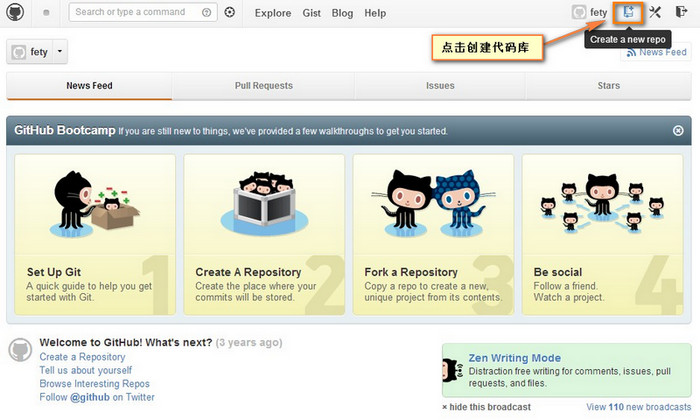 Search or type a command
Explore Gist Blog Help
fety
Create a new repo
点击创建代码库
fety
News Feed
News Feed Pull Requests Issues Stars
GitHub Bootcamp If you are still new to things, we've provided a few walkthroughs to get you started.
Set Up Git
A quick guide to help you get
started with Git.
1
Create A Repository
Create the place where your
commits will be stored.
2
Fork a Repository
Copy a repo to create a new,
unique project from its contents.
3
Be social
Follow a friend.
Watch a project.
4
Welcome to GitHub! What's next? (3 years ago)
Create a Repository
Tell us about yourself
Browse Interesting Repos
Follow @github on Twitter
Zen Writing Mode
Distraction free writing for comments, issues, pull
requests, and files.
× hide this broadcast View 110 new broadcasts